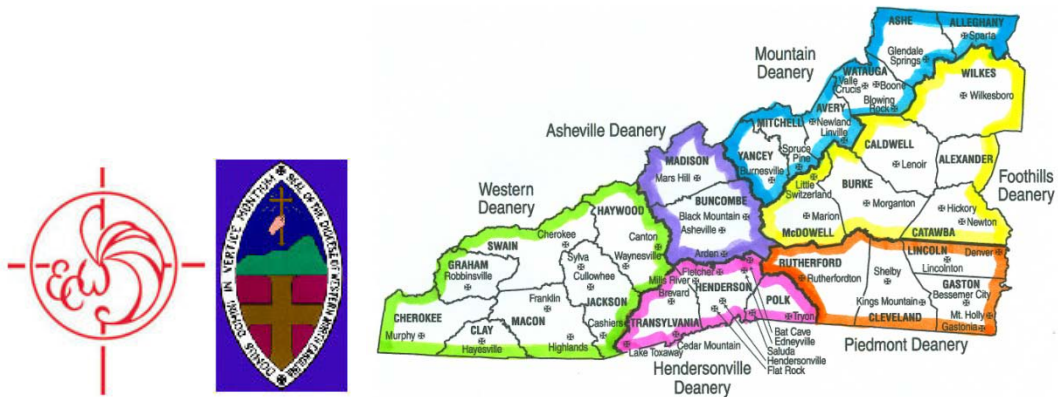 ECW
DOMUS DOMINI IN VERTICE MONTIUM
SEAL OF THE DIOCESE OF WESTERN NORTH CAROLINA
Mountain
Deanery
ASHE
ALLEGHANY
Sparta
Glendale
Springs
WATAUGA
Valle
Crucis
Boone
Blowing
Rock
WILKES
Wilkesboro
AVERY
Newland
Linville
MITCHELL
Spruce
Pine
YANCEY
Burnesville
Asheville Deanery
MADISON
Mars Hill
BUNCOMBE
Black Mountain
Asheville
Arden
CALDWELL
Lenoir
ALEXANDER
Foothills
Deanery
Little
Switzerland
BURKE
Morganton
Marion
McDOWELL
Hickory
Newton
CATAWBA
Western
Deanery
HAYWOOD
Cherokee
Canton
Waynesville
SWAIN
Sylva
Cullowhee
GRAHAM
Robbinsville
JACKSON
Cashiers
Franklin
MACON
Highlands
CHEROKEE
Murphy
CLAY
Hayesville
Fletcher
Mills River
HENDERSON
Brevard
TRANSYLVANIA
Lake Toxaway
Cedar Mountain
POLK
Tryon
Bat Cave
Edneyville
Saluda
Hendersonville
Flat Rock
Hendersonville
Deanery
RUTHERFORD
Rutherfordton
Shelby
Kings Mountain
CLEVELAND
LINCOLN
Lincolnton
Denver
GASTON
Bessemer City
Mt. Holly
Gastonia
Piedmont Deanery